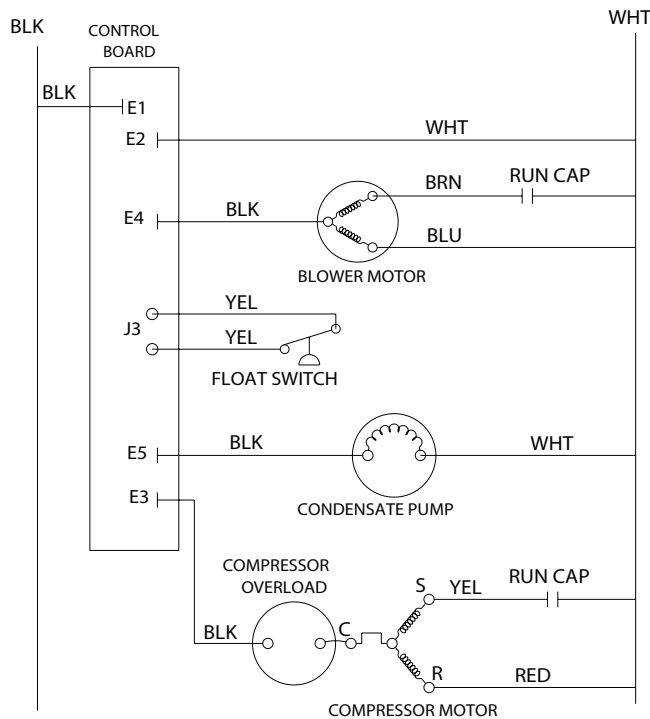 BLK
WHT
CONTROL
BOARD
BLK
E1
E2
WHT
BRN
RUN CAP
E4
BLK
BLU
BLOWER MOTOR
YEL
J3
YEL
FLOAT SWITCH
E5
BLK
WHT
E3
CONDENSATE PUMP
COMPRESSOR
OVERLOAD
S
YEL
RUN CAP
BLK
C
R
RED
COMPRESSOR MOTOR